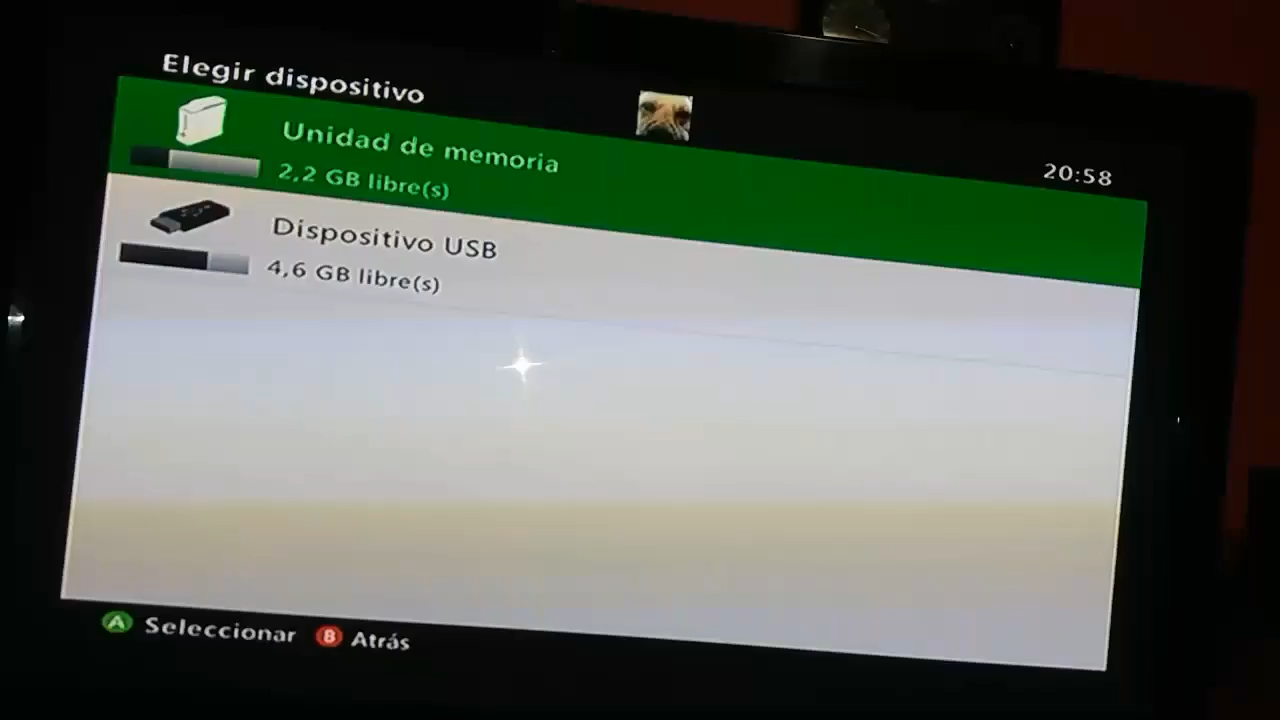 Elegir dispositivo
20:58
Unidad de memoria
2,2 GB libre(s)
Dispositivo USB
4,6 GB libre(s)
A Seleccionar B Atrás